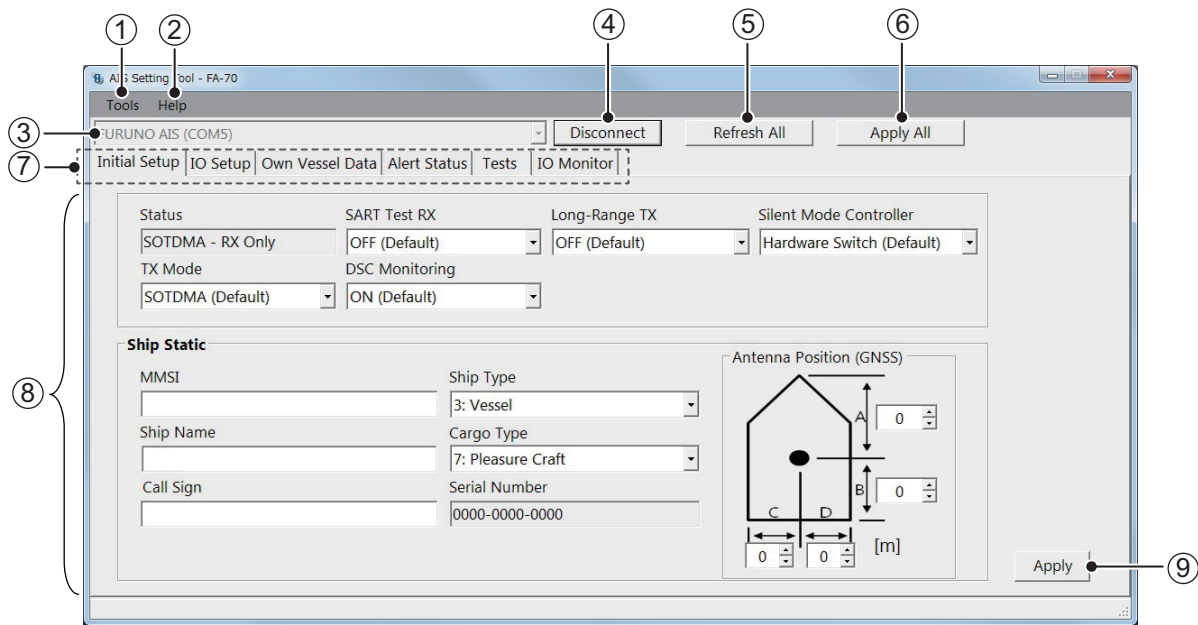 ① ② ④ ⑤ ⑥
AIS Setting Tool - FA-70
Tools Help
③ FURUNO AIS (COM5) Disconnect Refresh All Apply All
⑦ Initial Setup IO Setup Own Vessel Data Alert Status Tests IO Monitor
Status SART Test RX Long-Range TX Silent Mode Controller
SOTDMA - RX Only OFF (Default) OFF (Default) Hardware Switch (Default)
TX Mode DSC Monitoring
SOTDMA (Default) ON (Default)
⑧
Ship Static
MMSI Ship Type
3: Vessel
Ship Name Cargo Type
7: Pleasure Craft
Call Sign Serial Number
0000-0000-0000
Antenna Position (GNSS)
A 0
B 0
C D
0 0 [m]
Apply ⑨